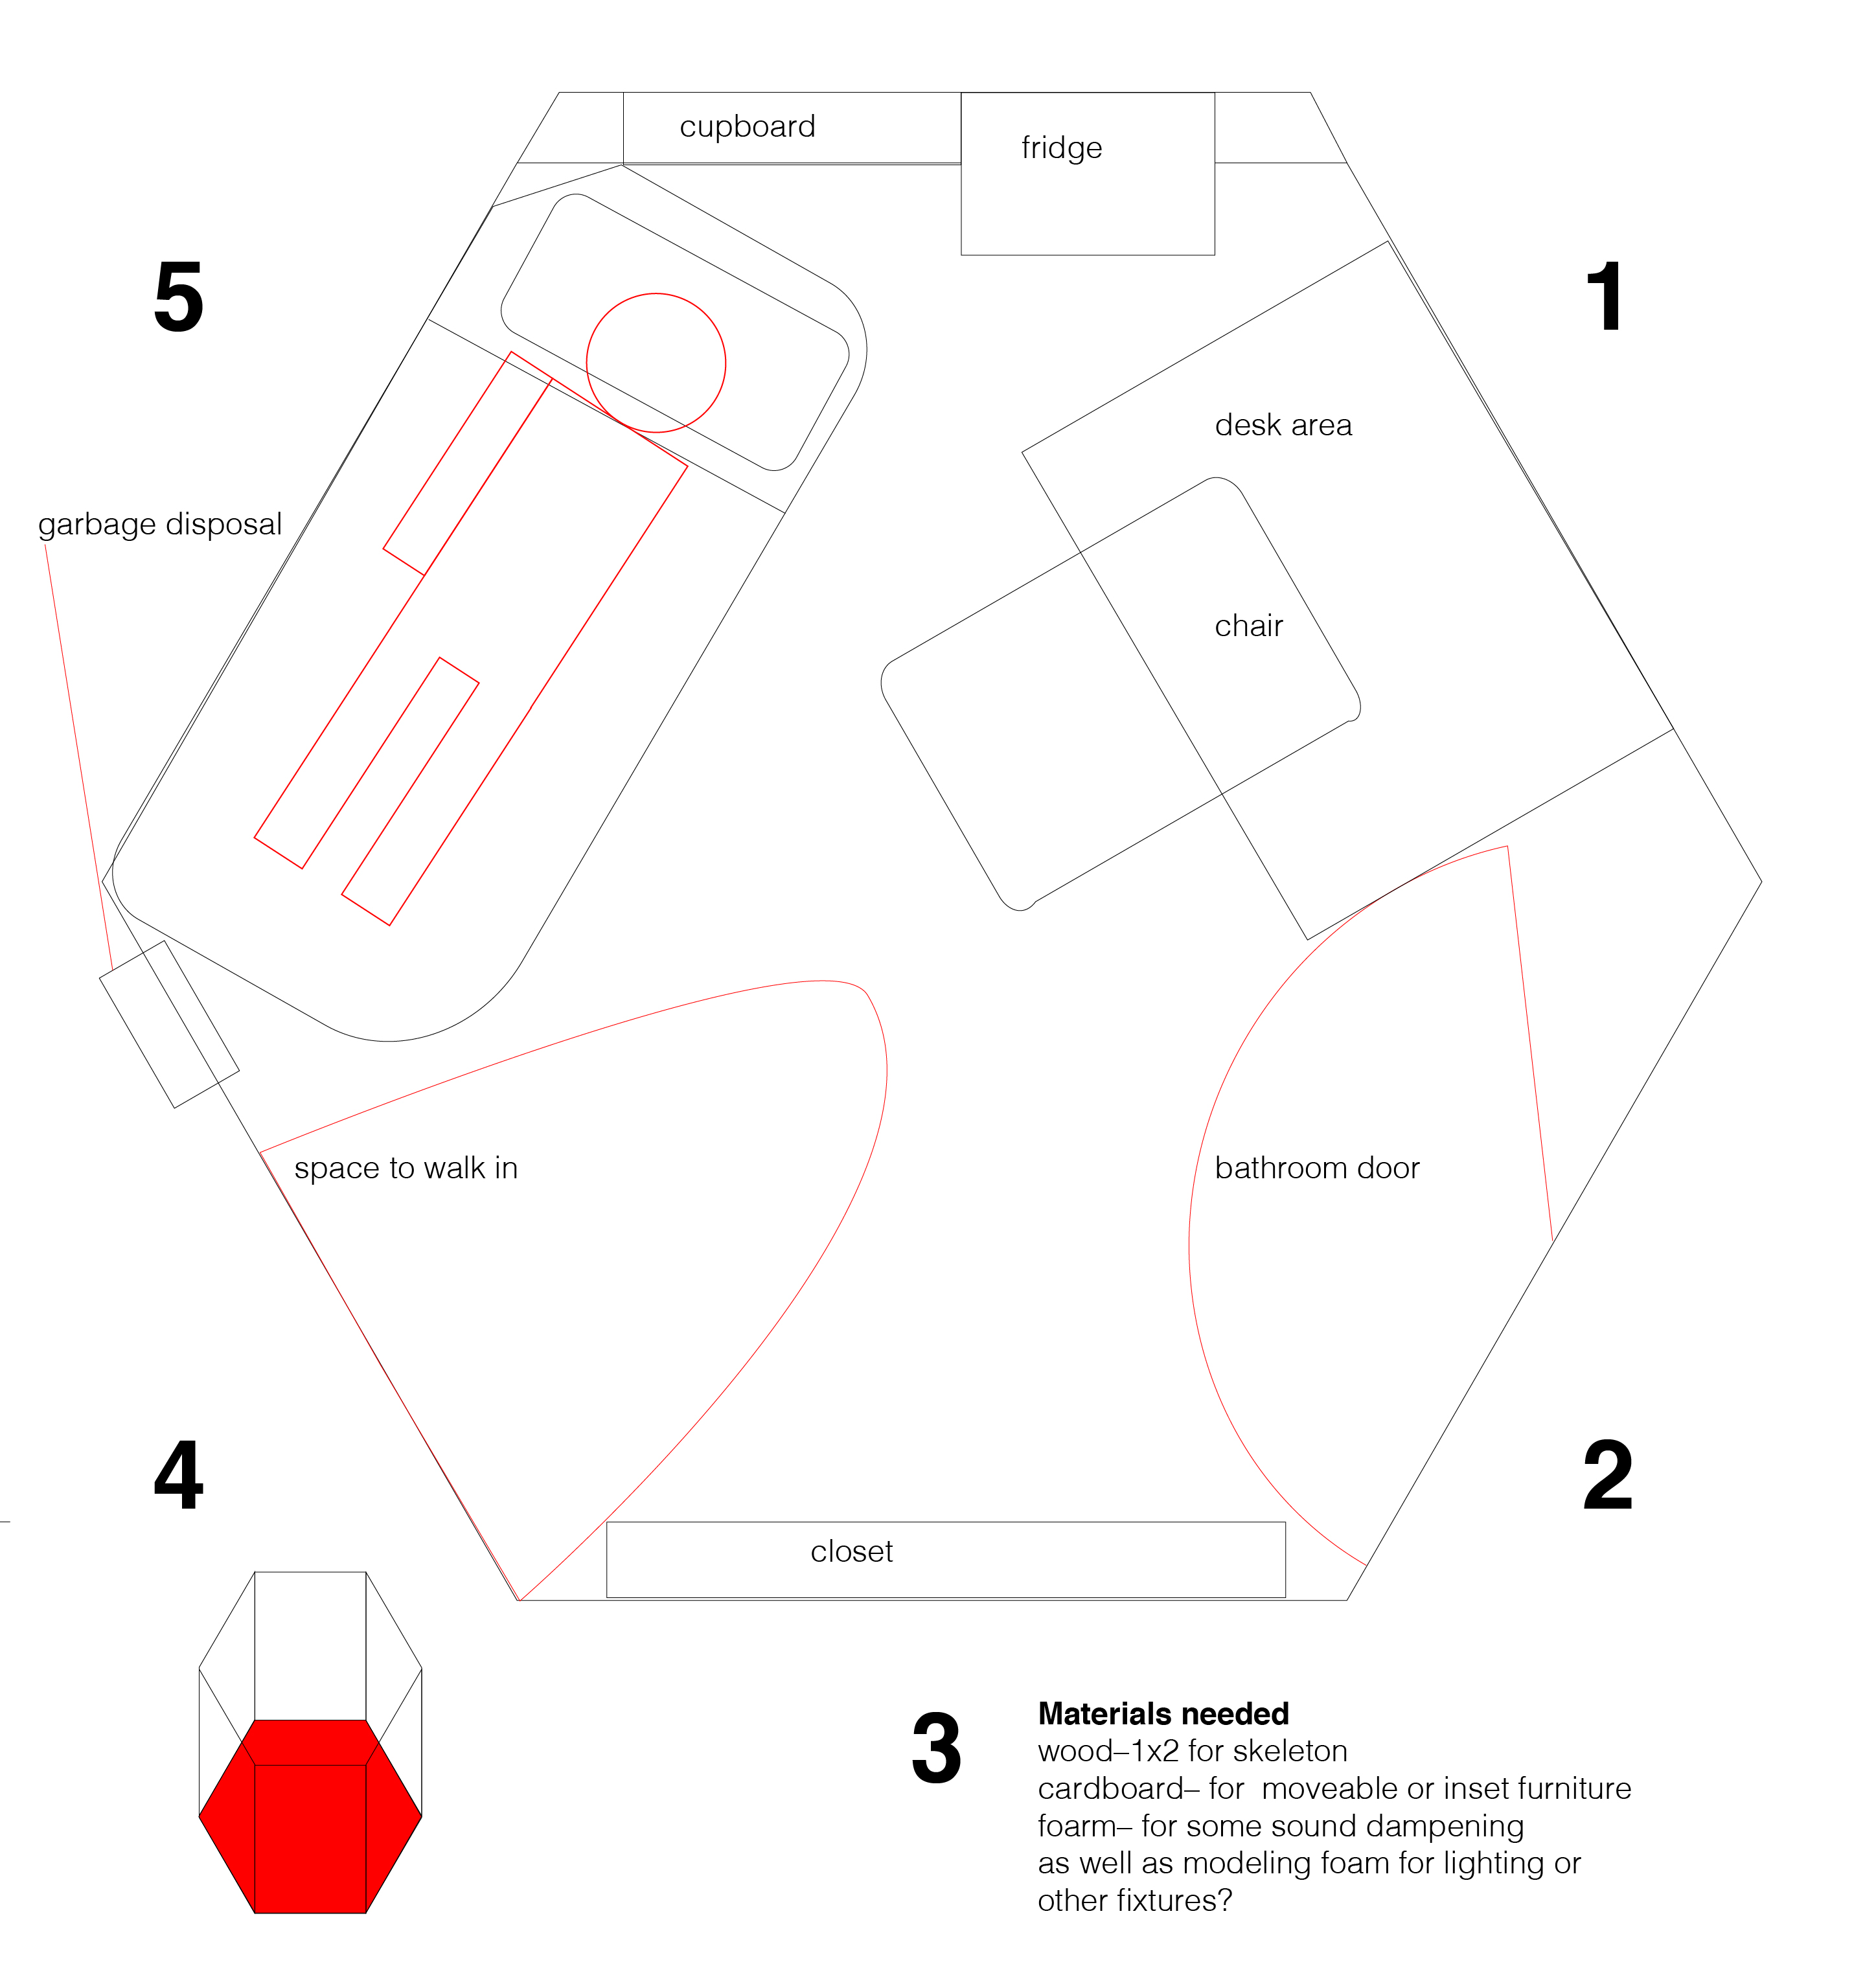 cupboard
fridge
5
1
desk area
garbage disposal
chair
space to walk in
bathroom door
4
2
closet
3
Materials needed
wood–1x2 for skeleton
cardboard– for  moveable or inset furniture
foarm– for some sound dampening
as well as modeling foam for lighting or
other fixtures?